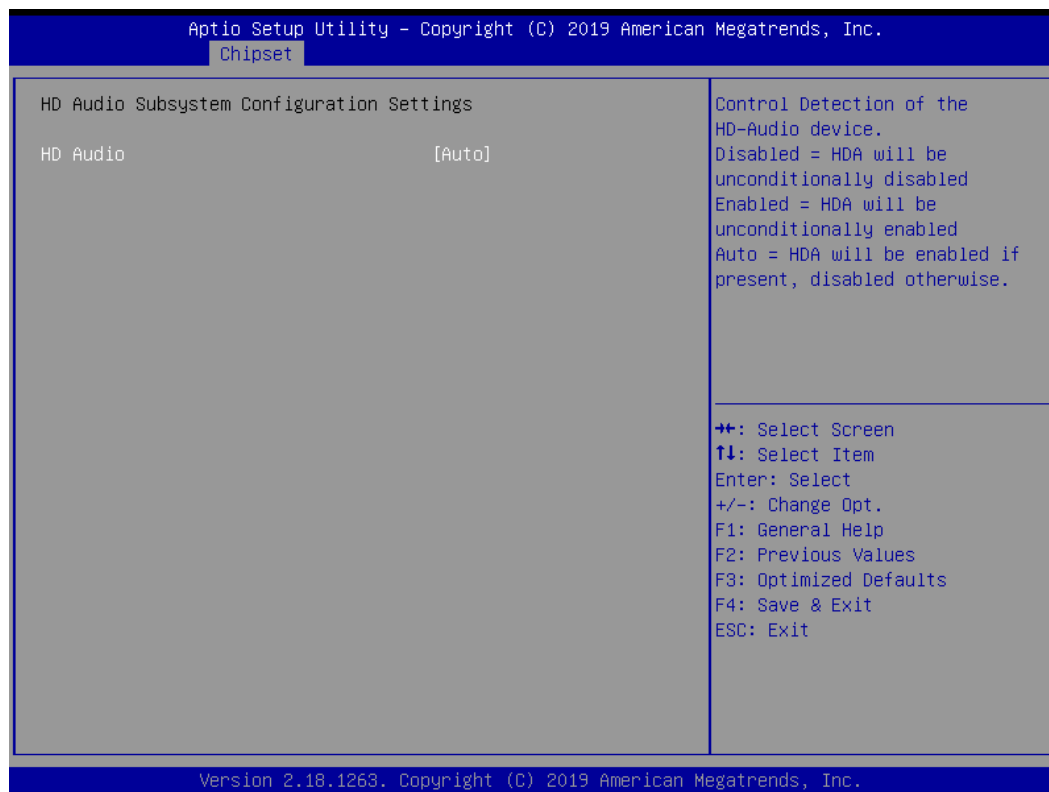 Aptio Setup Utility – Copyright (C) 2019 American Megatrends, Inc.
Chipset
HD Audio Subsystem Configuration Settings
HD Audio [Auto]
Control Detection of the
HD-Audio device.
Disabled = HDA will be
unconditionally disabled
Enabled = HDA will be
unconditionally enabled
Auto = HDA will be enabled if
present, disabled otherwise.
→←: Select Screen
↑↓: Select Item
Enter: Select
+/-: Change Opt.
F1: General Help
F2: Previous Values
F3: Optimized Defaults
F4: Save & Exit
ESC: Exit
Version 2.18.1263. Copyright (C) 2019 American Megatrends, Inc.